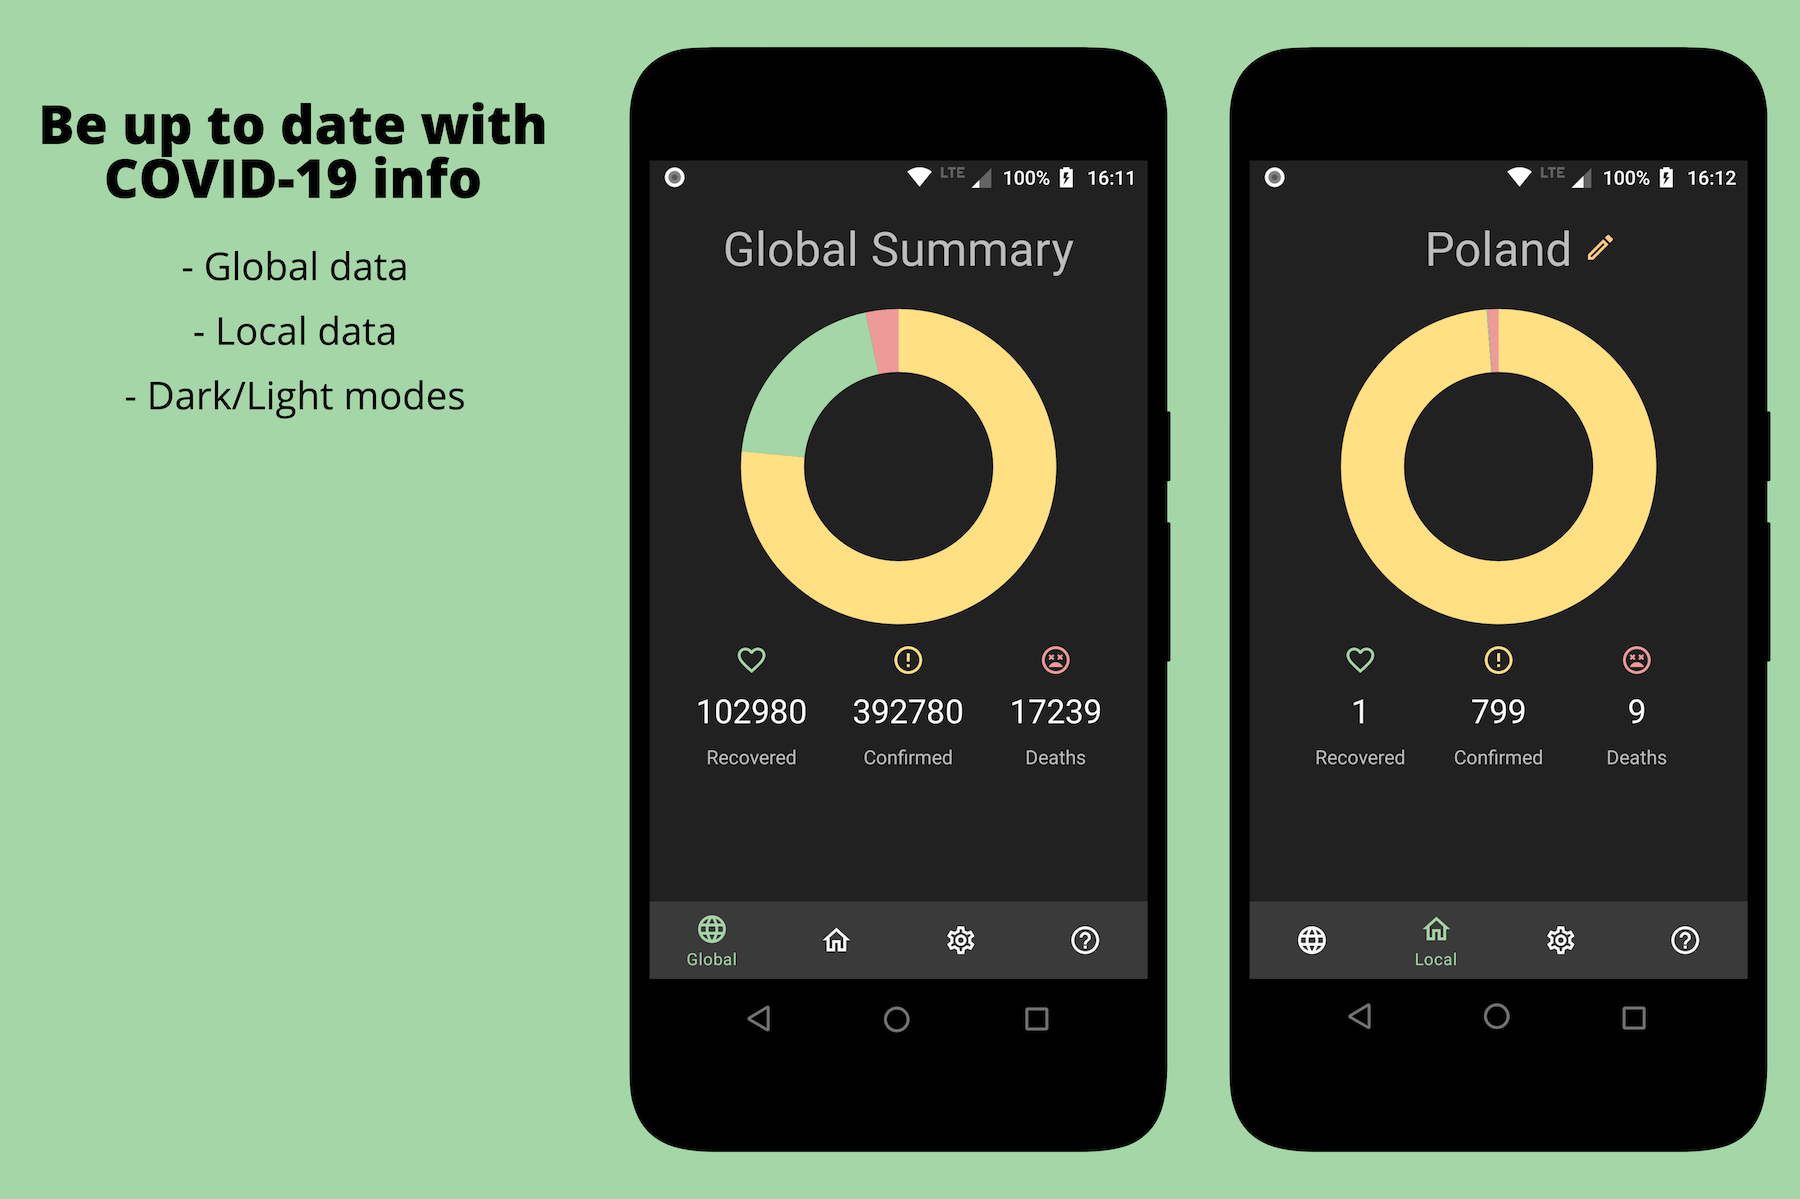 Be up to date with
COVID-19 info
- Global data
- Local data
- Dark/Light modes
LTE 100% 16:11
Global Summary
102980 392780 17239
Recovered Confirmed Deaths
Global
LTE 100% 16:12
Poland
1 799 9
Recovered Confirmed Deaths
Local